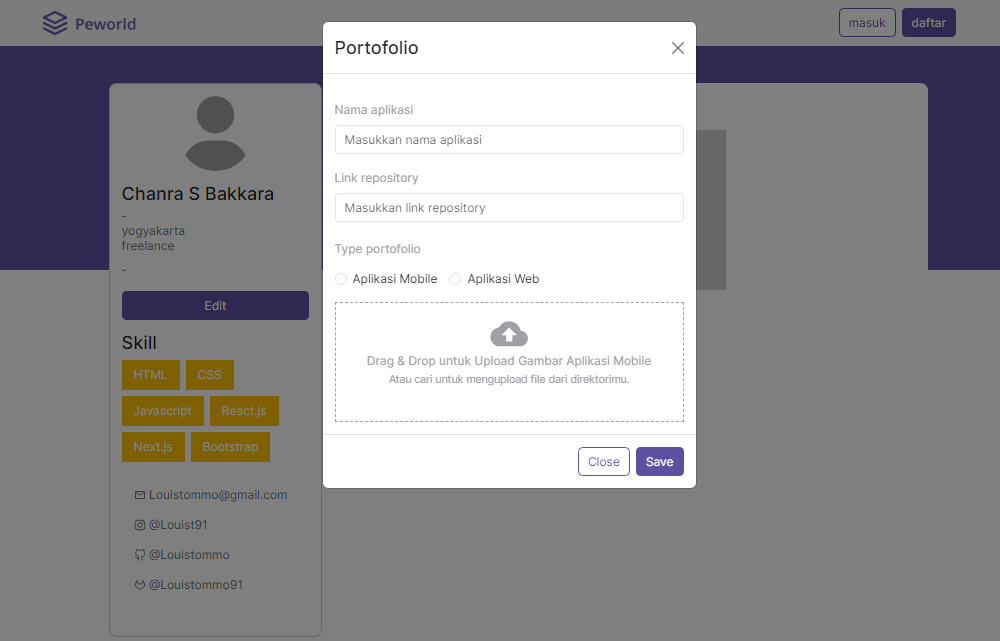 Peworld
masuk
daftar
Portofolio
Nama aplikasi
Masukkan nama aplikasi
Link repository
Masukkan link repository
Type portofolio
Aplikasi Mobile
Aplikasi Web
Drag & Drop untuk Upload Gambar Aplikasi Mobile
Atau cari untuk mengupload file dari direktorimu.
Close
Save
Chanra S Bakkara
-
yogyakarta
freelance
-
Edit
Skill
HTML
CSS
Javascript
React.js
Next.js
Bootstrap
Louistommo@gmail.com
@Louist91
@Louistommo
@Louistommo91